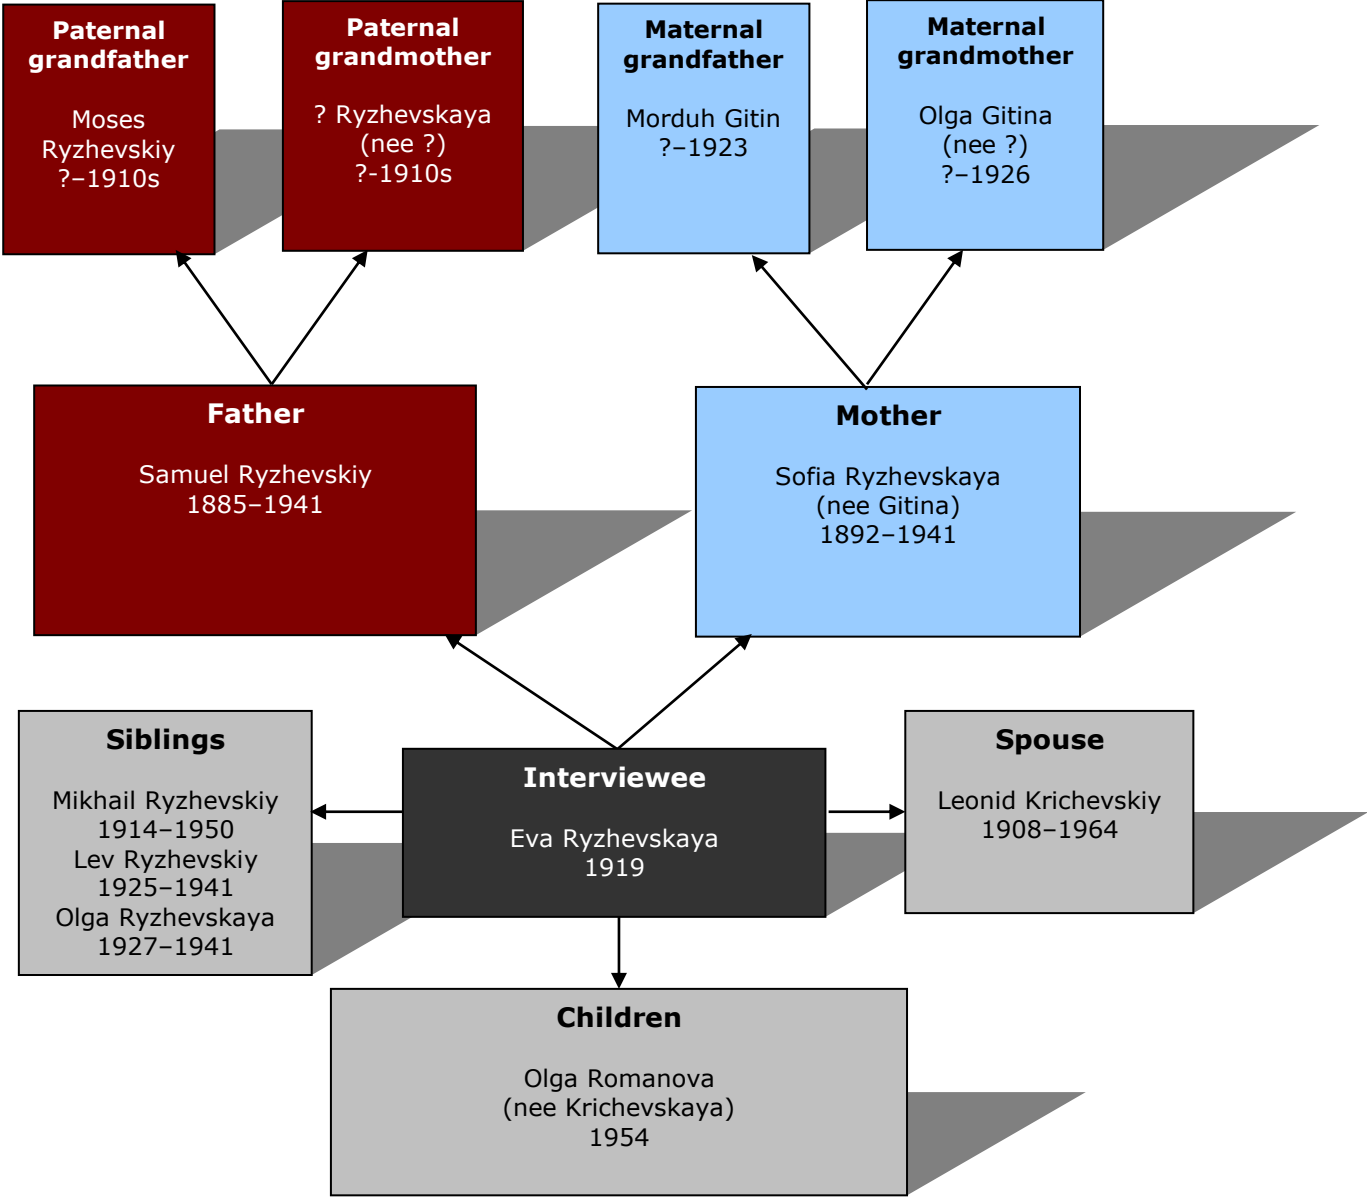 Paternal
grandfather
Moses
Ryzhevskiy
?–1910s
Paternal
grandmother
? Ryzhevskaya
(nee ?)
?-1910s
Maternal
grandfather
Morduh Gitin
?–1923
Maternal
grandmother
Olga Gitina
(nee ?)
?–1926
Father
Samuel Ryzhevskiy
1885–1941
Mother
Sofia Ryzhevskaya
(nee Gitina)
1892–1941
Siblings
Mikhail Ryzhevskiy
1914–1950
Lev Ryzhevskiy
1925–1941
Olga Ryzhevskaya
1927–1941
Interviewee
Eva Ryzhevskaya
1919
Spouse
Leonid Krichevskiy
1908–1964
Children
Olga Romanova
(nee Krichevskaya)
1954